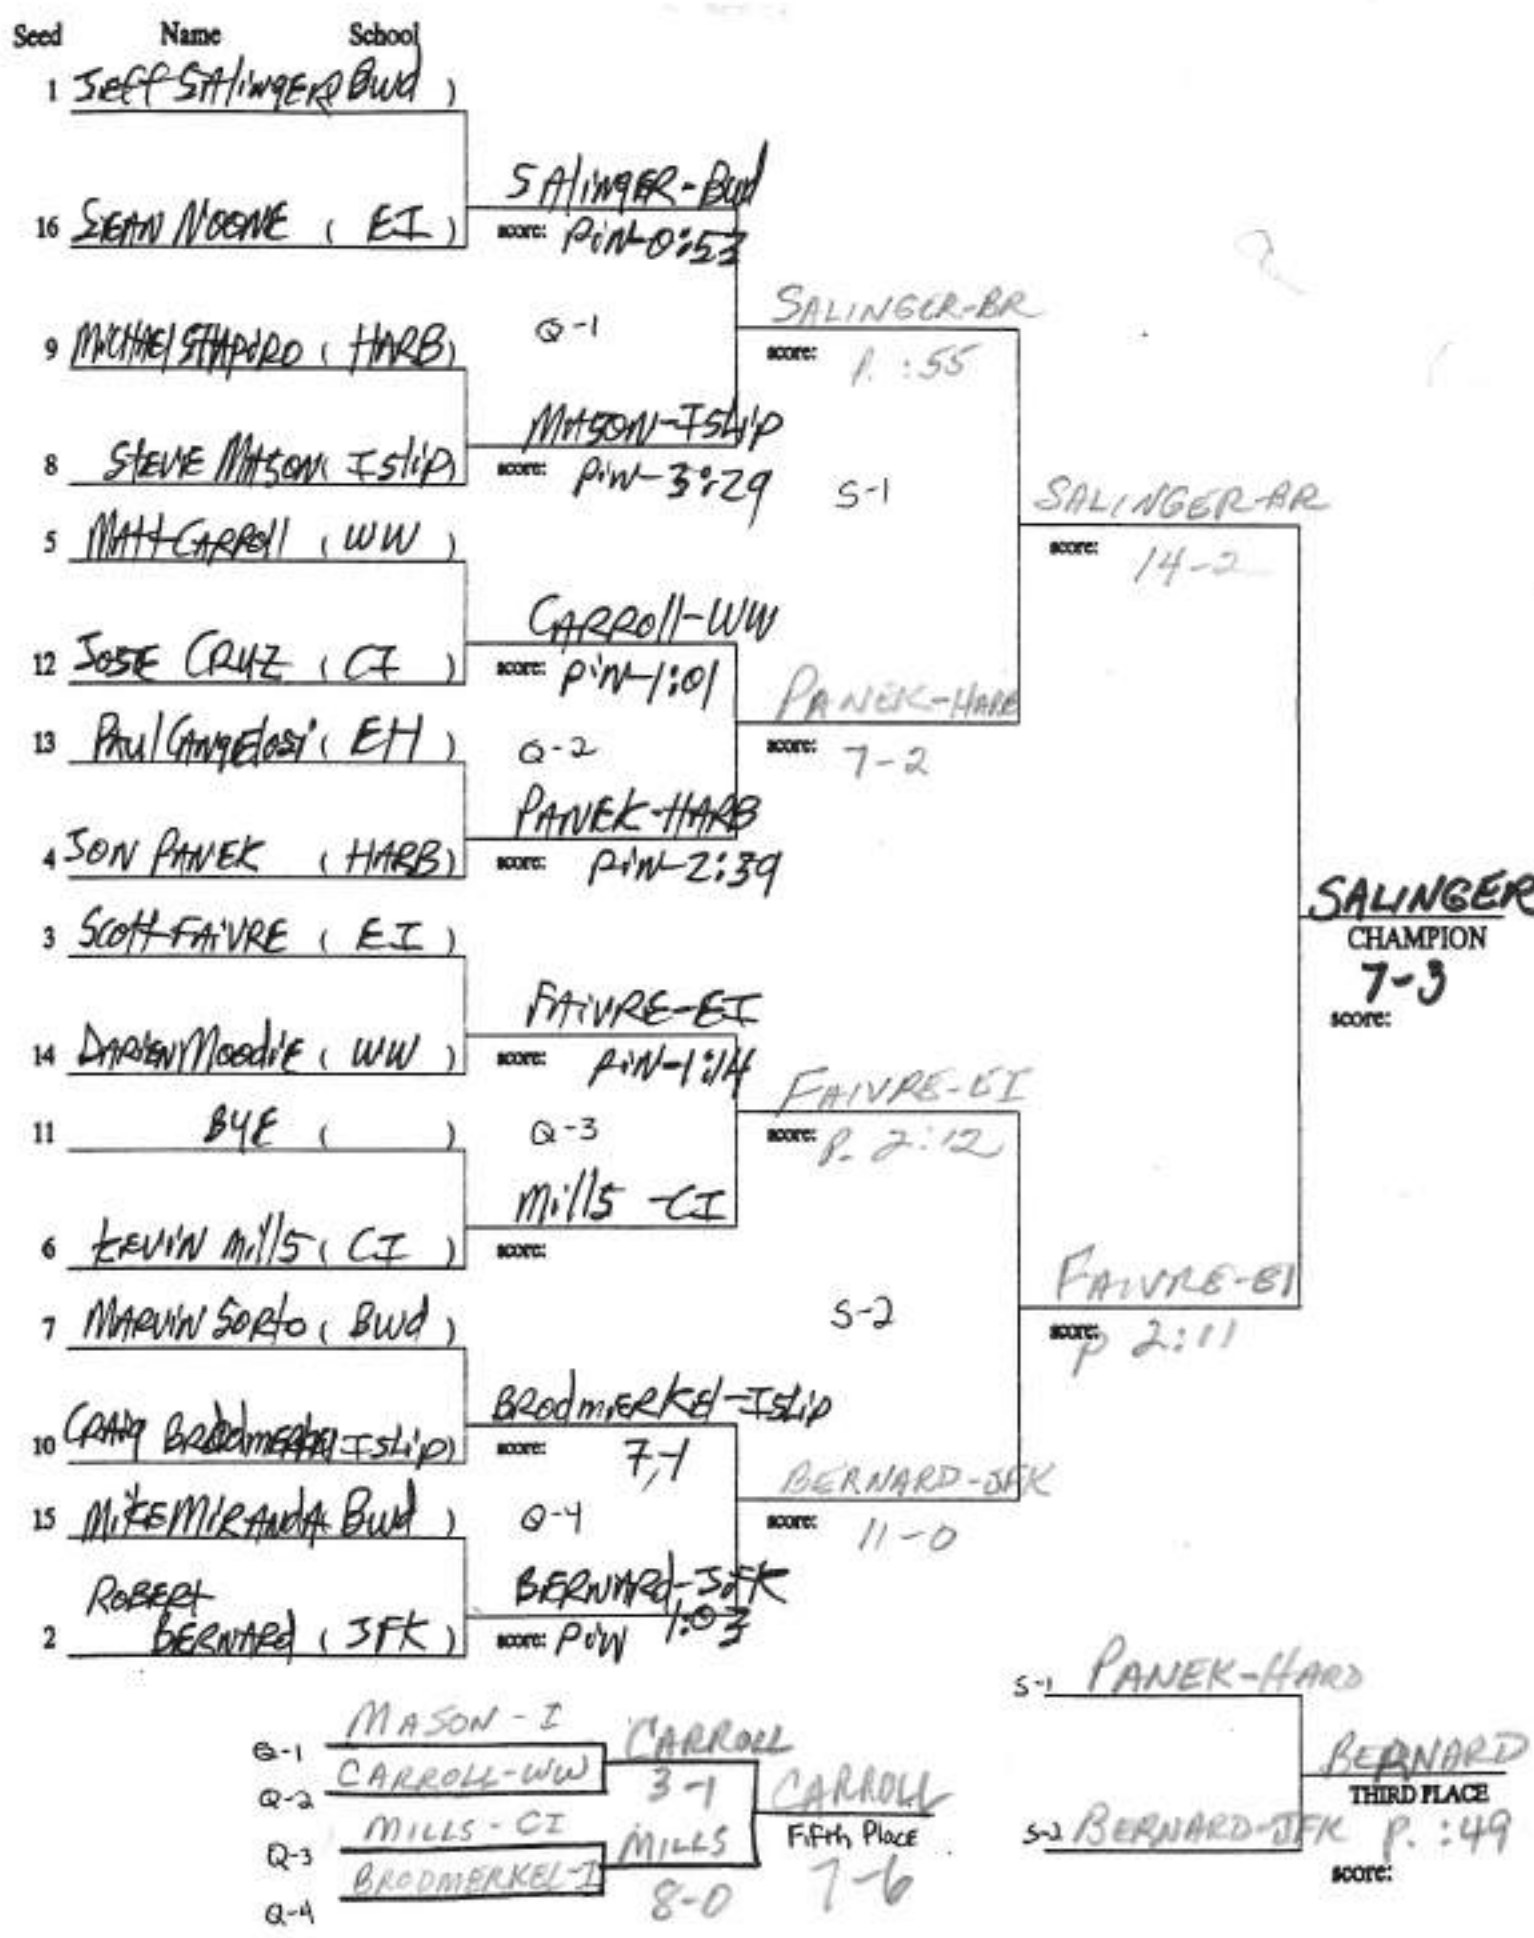 Seed Name School
1 Jeff SAlingER Bwd )
16 SEAN NOONE ( EI )
9 MiCHAEl SHApiRO ( HARB)
8 StEVE MASON( IsliP)
5 MAtt CARROll ( WW )
12 JOSE CRUZ ( CI )
13 PAUl CANgElosi ( EH )
4 JON PANEK ( HARB)
3 Scott FAiVRE ( EI )
14 DARiEN MoodiE ( WW )
11 BYE ( )
6 KEViN Mills ( CI )
7 MARViN SORto ( Bwd )
10 CRAig BROdmERkEl IsliP)
15 MikE MiRANdA Bwd )
2 ROBERt BERNARd ( JFK )
SAlingER-Bwd
score: PiN-0:53
Q-1
MASON-IsliP
score: PiN-3:29
CARROll-WW
score: PiN-1:01
Q-2
PANEK-HARB
score: PiN-2:39
FAiVRE-EI
score: PiN-1:14
Q-3
Mills -CI
score:
BROdmERKEl-IsliP
score: 7-1
Q-4
BERNARd-JFK
score: PiN 1:03
SALINGER-BR
score: P. :55
S-1
PANEK-HARB
score: 7-2
FAIVRE-EI
score: P. 2:12
S-2
BERNARD-JFK
score: 11-0
SALINGER-BR
score: 14-2
FAIVRE-EI
score: P 2:11
SALINGER
CHAMPION
7-3
score:
Q-1 MASON-I
Q-2 CARROLL-WW
Q-3 MILLS-CI
Q-4 BRODMERKEL-I
CARROLL
3-1
MILLS
8-0
CARROLL
Fifth Place
7-6
S-1 PANEK-HARB
S-2 BERNARD-JFK
BERNARD
THIRD PLACE
P. :49
score: